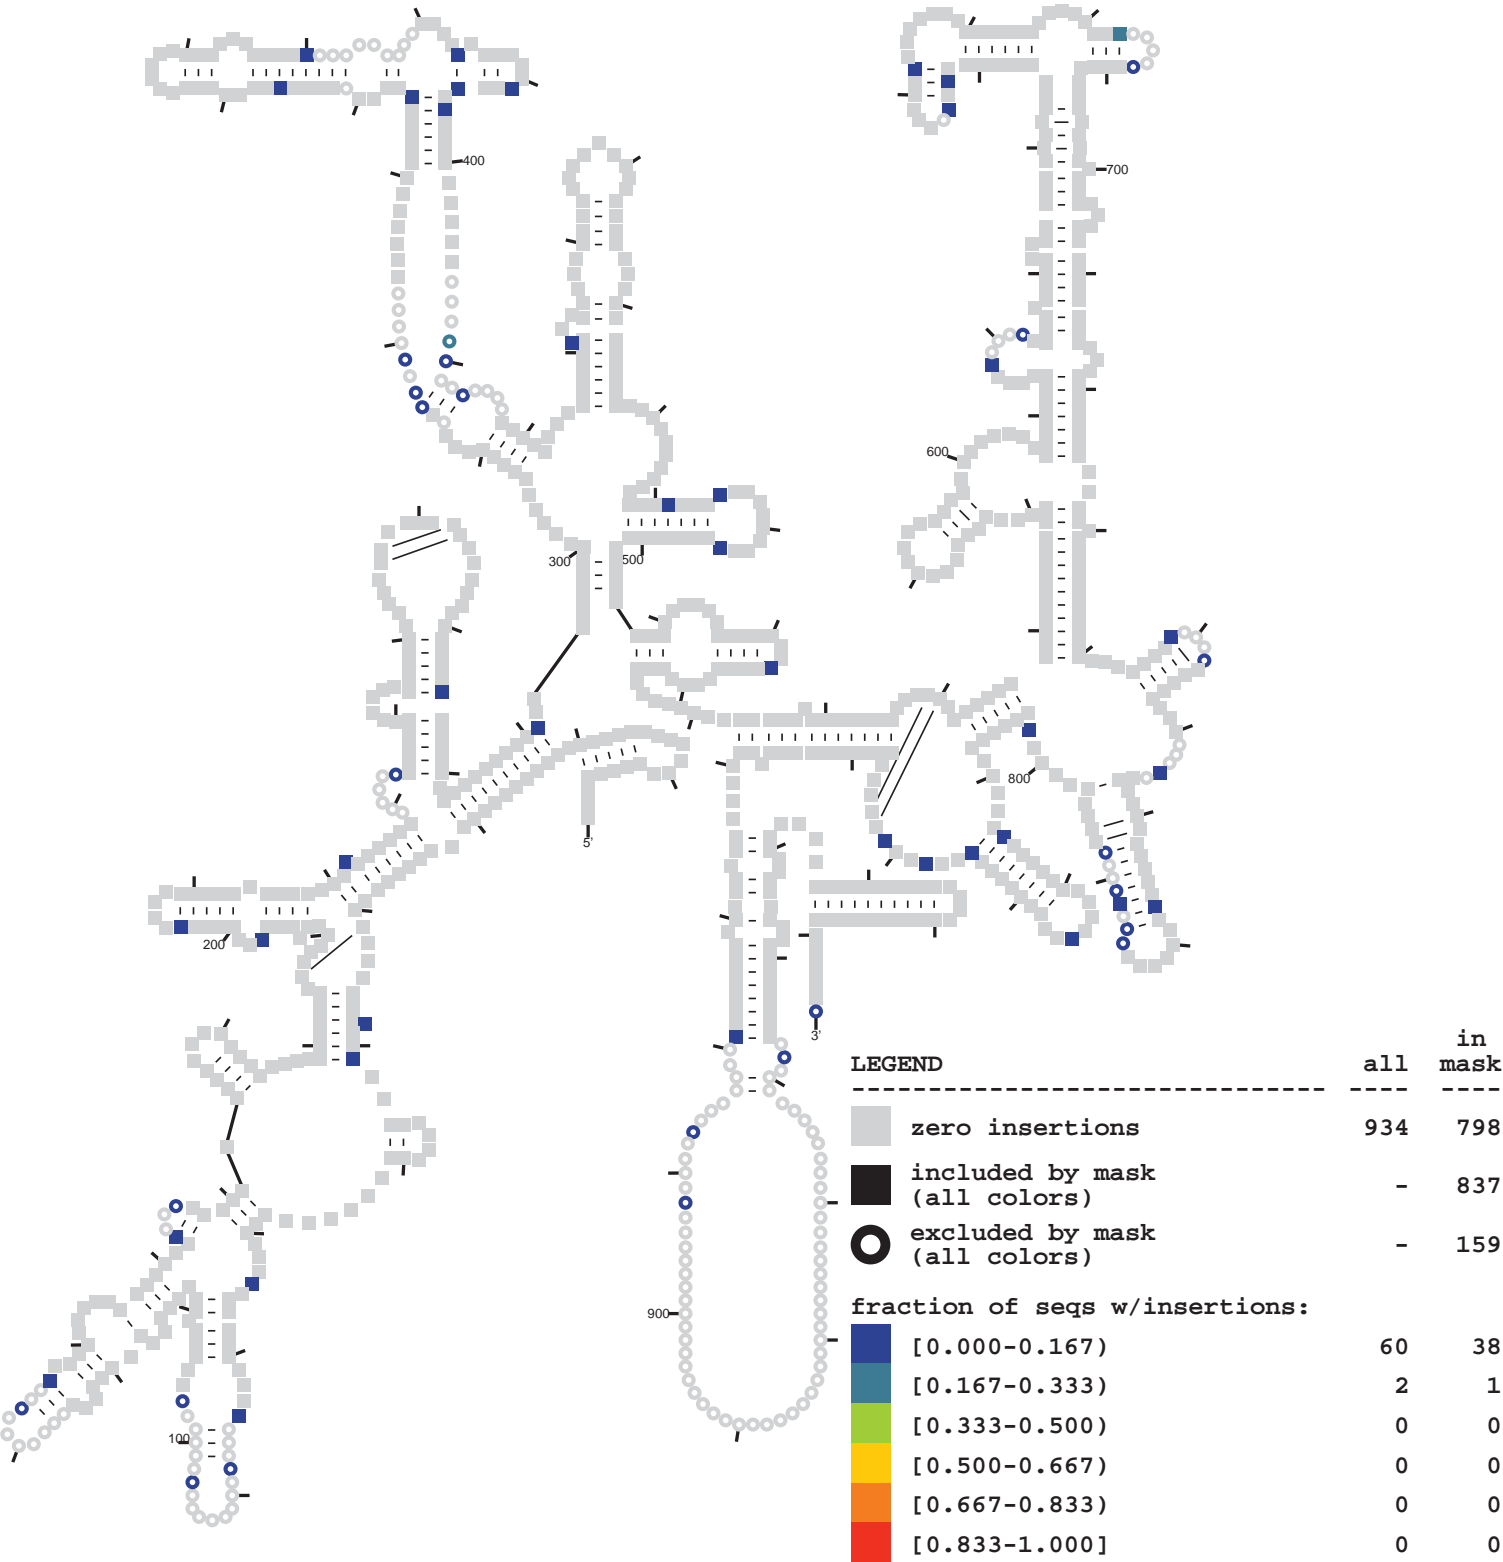 400
700
600
300
500
800
5'
200
3'
900
100
in
LEGEND all mask
zero insertions 934 798
included by mask
(all colors) - 837
excluded by mask
(all colors) - 159
fraction of seqs w/insertions:
[0.000-0.167) 60 38
[0.167-0.333) 2 1
[0.333-0.500) 0 0
[0.500-0.667) 0 0
[0.667-0.833) 0 0
[0.833-1.000] 0 0